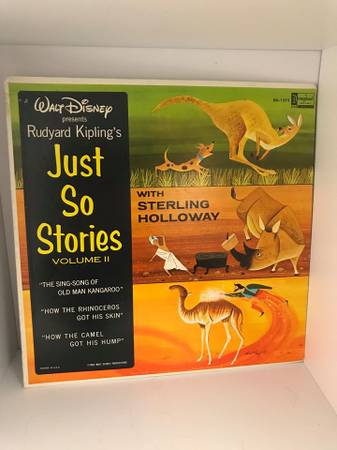 WALT DISNEY
presents
Rudyard Kipling's
Just
So
Stories
VOLUME II
"THE SING-SONG OF
OLD MAN KANGAROO"
"HOW THE RHINOCEROS
GOT HIS SKIN"
"HOW THE CAMEL
GOT HIS HUMP"
WITH
STERLING
HOLLOWAY